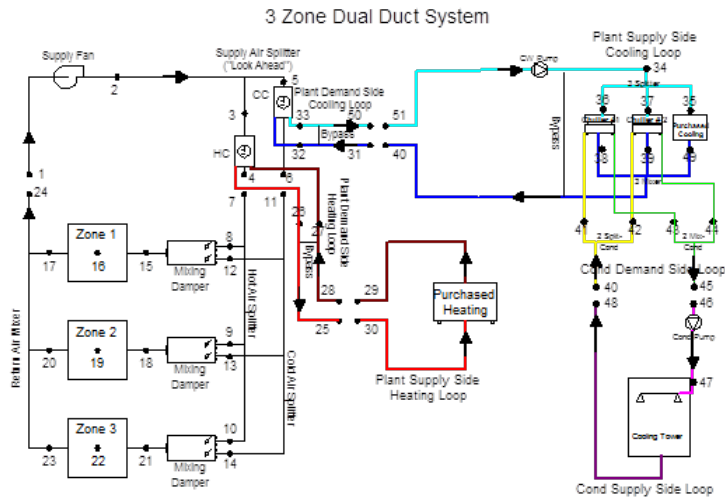 3 Zone Dual Duct System
Supply Fan
2
Supply Air Splitter
("Look Ahead")
5
CC
3
HC
4
6
7
11
Plant Demand Side
Cooling Loop
33
50
51
Bypass
32
31
40
CW Pump
Plant Supply Side
Cooling Loop
34
2 Splitter
36
37
35
Purchased
Cooling
38
39
49
Bypass
41
42
43
44
Cond
Cond Demand Side Loop
40
48
45
46
Cond Pump
47
Cooling Tower
Cond Supply Side Loop
1
24
Return Air Mixer
Zone 1
16
17
15
Mixing
Damper
8
12
Zone 2
19
20
18
Mixing
Damper
9
13
Zone 3
22
23
21
Mixing
Damper
10
14
Hot Air Splitter
Cold Air Splitter
26
27
Plant Demand Side
Heating Loop
Bypass
28
29
25
30
Purchased
Heating
Plant Supply Side
Heating Loop